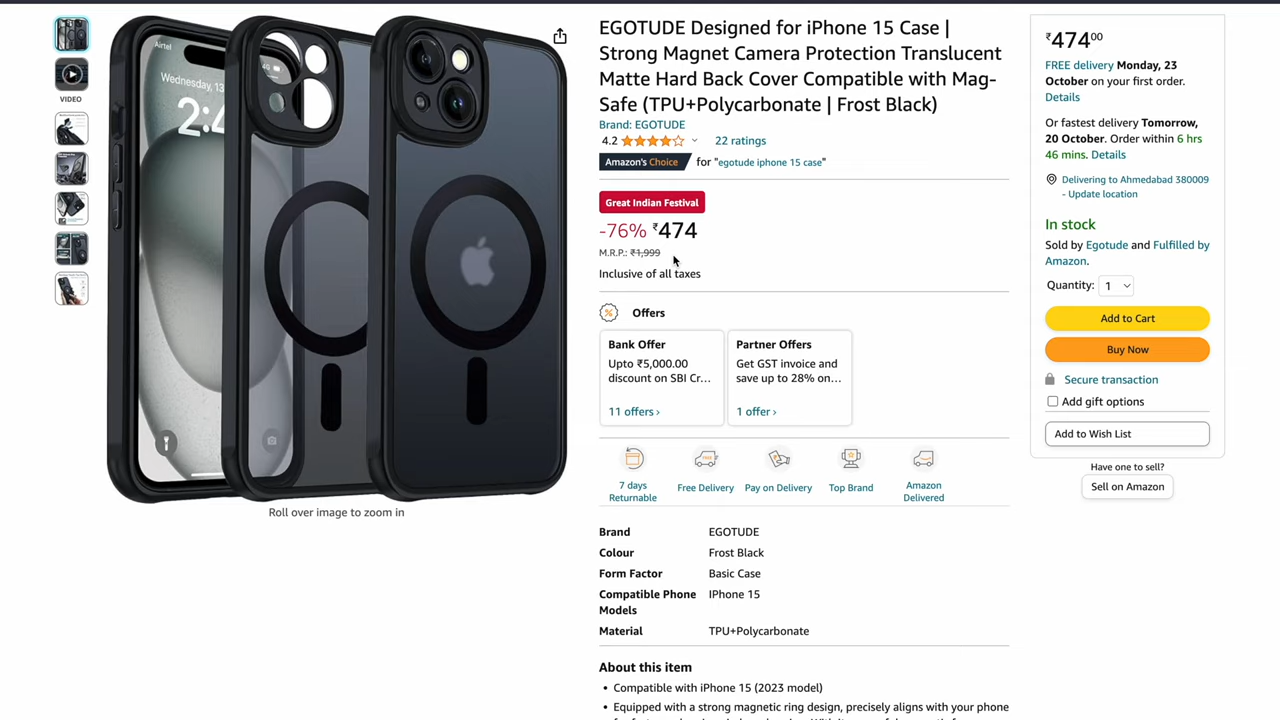 VIDEO
Airtel
Wednesday, 13
2:4
4G
Roll over image to zoom in
EGOTUDE Designed for iPhone 15 Case |
Strong Magnet Camera Protection Translucent
Matte Hard Back Cover Compatible with Mag-
Safe (TPU+Polycarbonate | Frost Black)
Brand: EGOTUDE
4.2 22 ratings
Amazon's Choice for "egotude iphone 15 case"
Great Indian Festival
-76% ₹474
M.R.P.: ₹1,999
Inclusive of all taxes
Offers
Bank Offer
Upto ₹5,000.00
discount on SBI Cr…
11 offers ›
Partner Offers
Get GST invoice and
save up to 28% on…
1 offer ›
7 days
Returnable
Free Delivery
Pay on Delivery
Top Brand
Amazon
Delivered
Brand EGOTUDE
Colour Frost Black
Form Factor Basic Case
Compatible Phone IPhone 15
Models
Material TPU+Polycarbonate
About this item
• Compatible with iPhone 15 (2023 model)
• Equipped with a strong magnetic ring design, precisely aligns with your phone
₹47400
FREE delivery Monday, 23
October on your first order.
Details
Or fastest delivery Tomorrow,
20 October. Order within 6 hrs
46 mins. Details
Delivering to Ahmedabad 380009
- Update location
In stock
Sold by Egotude and Fulfilled by
Amazon.
Quantity: 1
Add to Cart
Buy Now
Secure transaction
Add gift options
Add to Wish List
Have one to sell?
Sell on Amazon